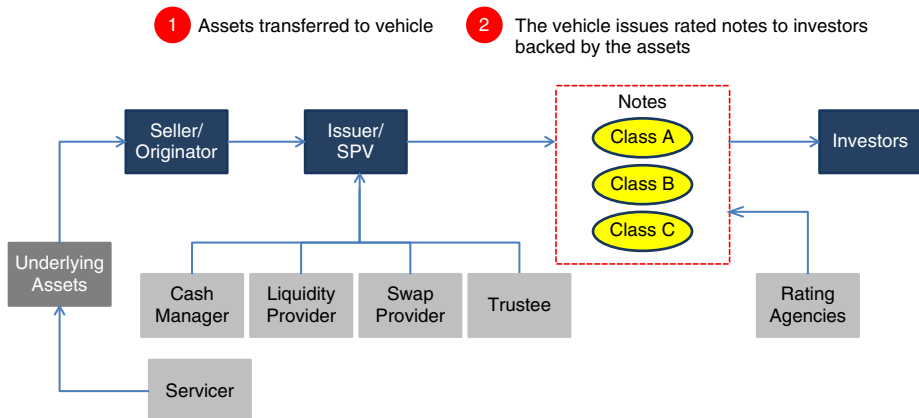 1 Assets transferred to vehicle
2 The vehicle issues rated notes to investors
backed by the assets
Notes
Seller/
Originator
Issuer/
SPV
Class A
Investors
Class B
Class C
Underlying
Assets
Cash
Manager
Liquidity
Provider
Swap
Provider
Trustee
Rating
Agencies
Servicer